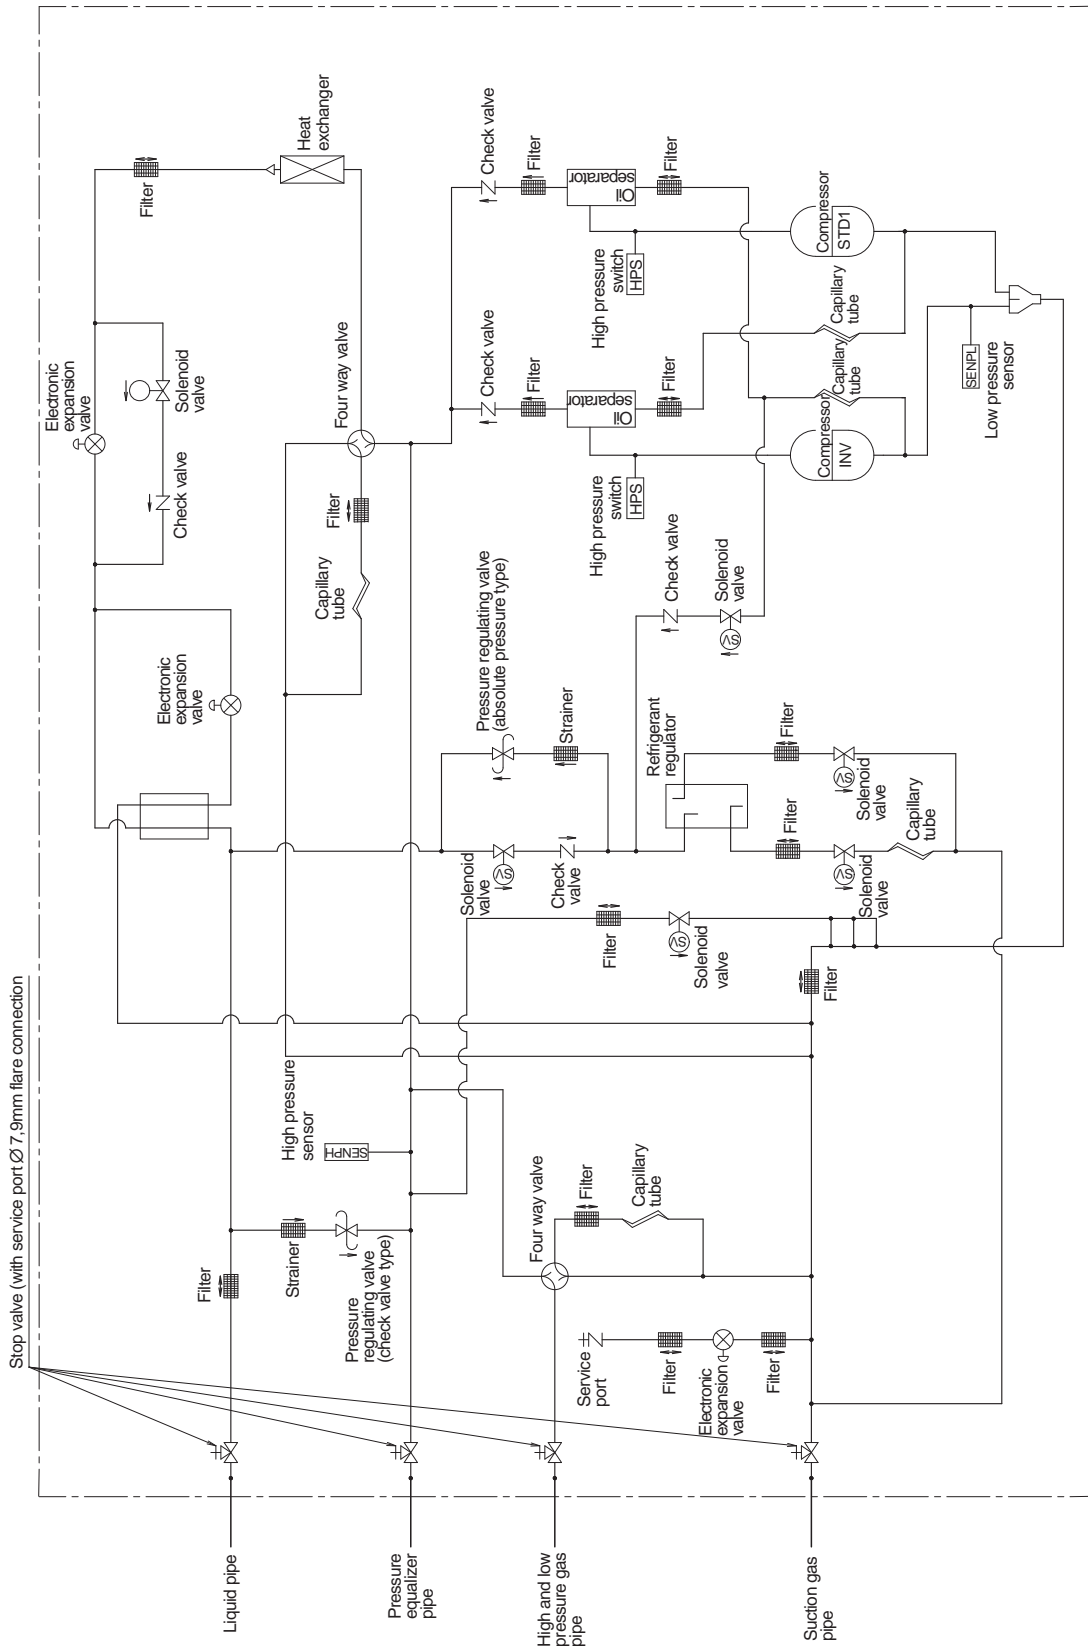 Stop valve (with service port Ø 7,9mm flare connection
Electronic
expansion
valve
Solenoid
valve
Check valve
Filter
Heat
exchanger
Electronic
expansion
valve
Four way valve
Filter
Capillary
tube
Filter
Liquid pipe
Strainer
High pressure
sensor
SENPH
Pressure
regulating valve
(check valve type)
Pressure
equalizer
pipe
Pressure regulating valve
(absolute pressure type)
Strainer
Solenoid
valve
SV
Check
valve
Check valve
Check valve
Filter
Filter
Oil
separator
Oil
separator
Filter
Filter
High pressure
switch
HPS
High pressure
switch
HPS
Four way valve
Filter
Capillary
tube
High and low
pressure gas
pipe
Service
port
Filter
Electronic
expansion
valve
Filter
Filter
SV
Solenoid
valve
Refrigerant
regulator
Check valve
Solenoid
valve
SV
Filter
SV
Solenoid
valve
Filter
SV
Solenoid
valve
Capillary
tube
Filter
Compressor
INV
Compressor
STD1
Capillary
tube
Capillary
tube
SENPL
Low pressure
sensor
Suction gas
pipe